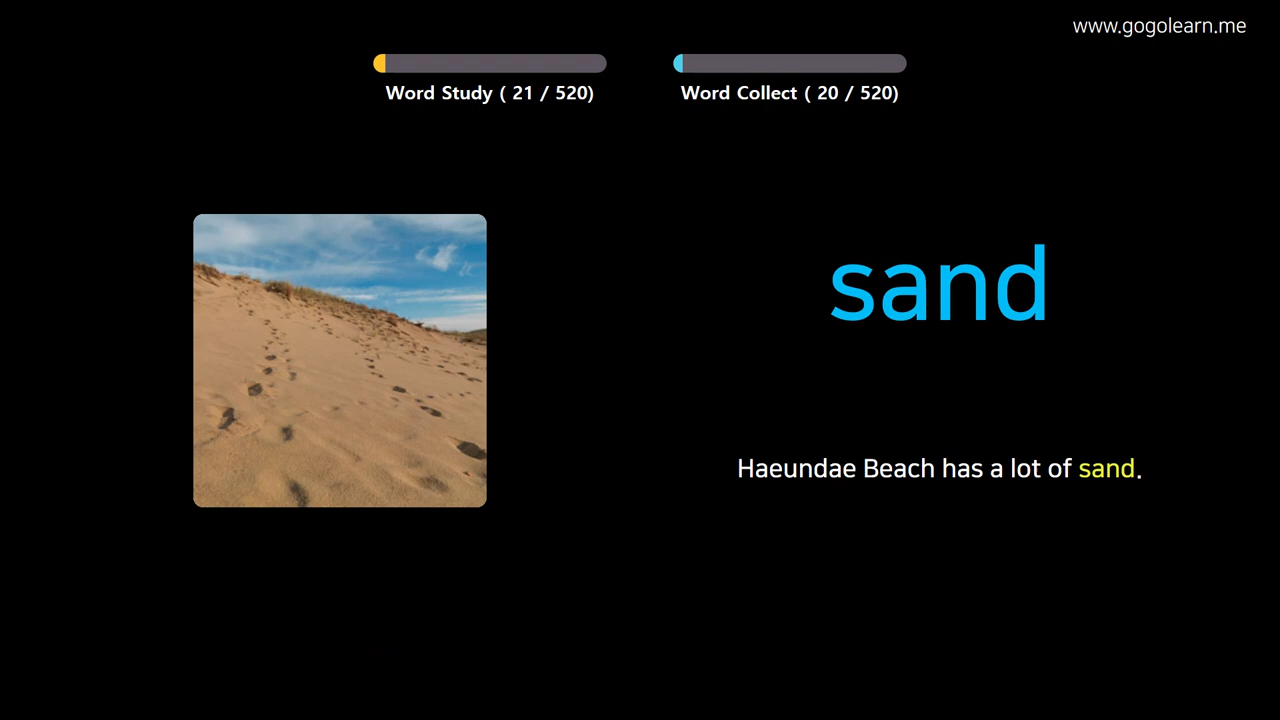 www.gogolearn.me
Word Study ( 21 / 520)
Word Collect ( 20 / 520)
sand
Haeundae Beach has a lot of sand.